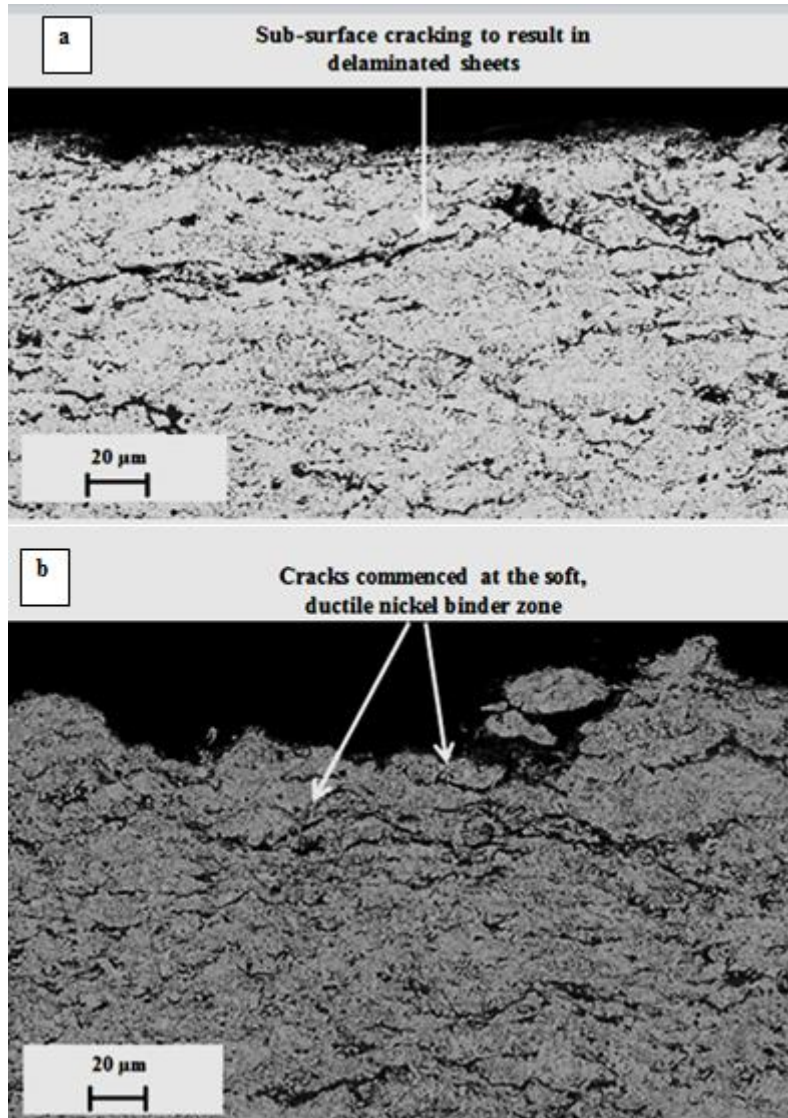 a
Sub-surface cracking to result in
delaminated sheets
20 µm
b
Cracks commenced at the soft,
ductile nickel binder zone
20 µm